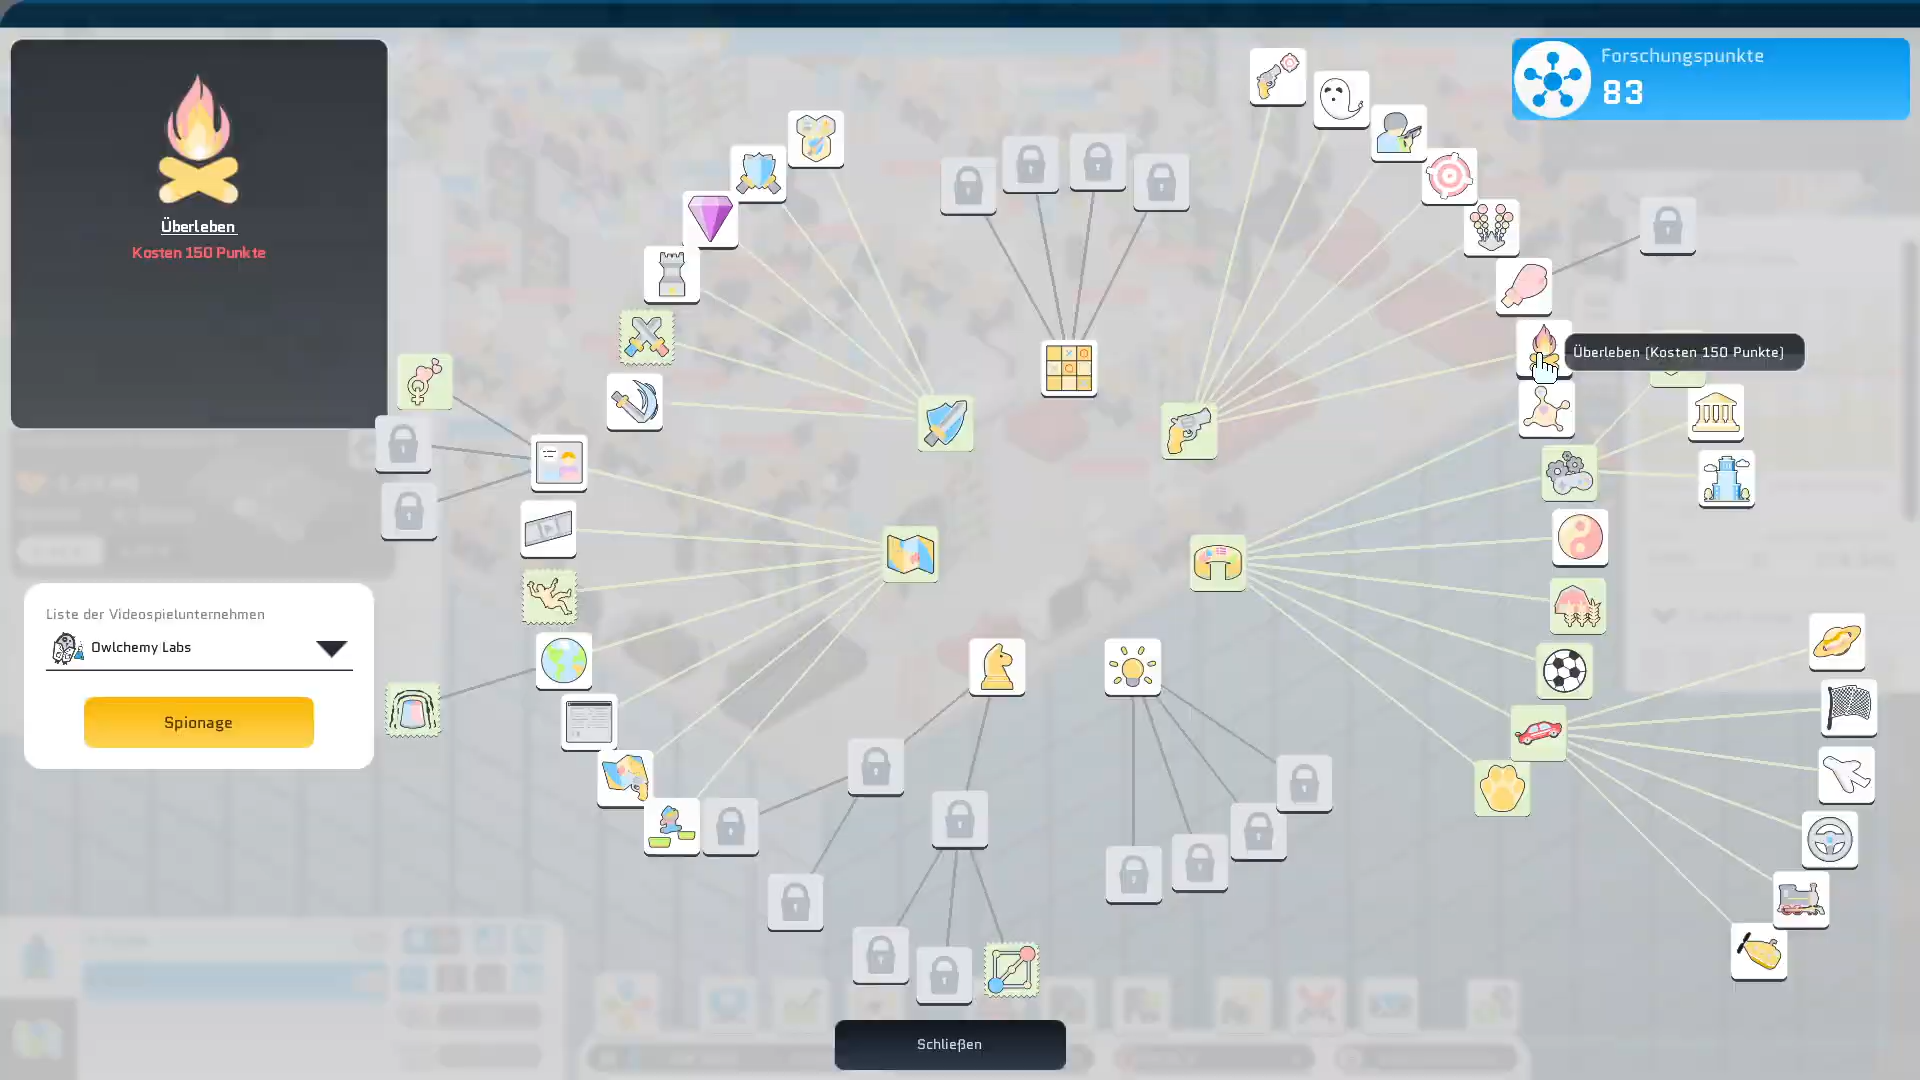 Überleben
Kosten 150 Punkte
Forschungspunkte
83
Überleben (Kosten 150 Punkte)
Liste der Videospielunternehmen
Owlchemy Labs
Spionage
Schließen